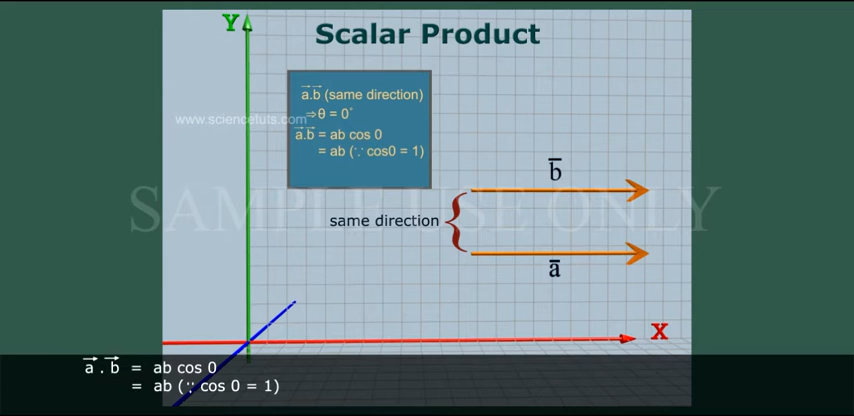 Y
Scalar Product
a.b (same direction)
⇒θ = 0°
a.b = ab cos 0
= ab (∵ cos0 = 1)
www.sciencetuts.com
b̅
SAMPLE USE ONLY
same direction
a̅
X
a⃗ . b⃗ = ab cos 0
= ab (∵ cos 0 = 1)